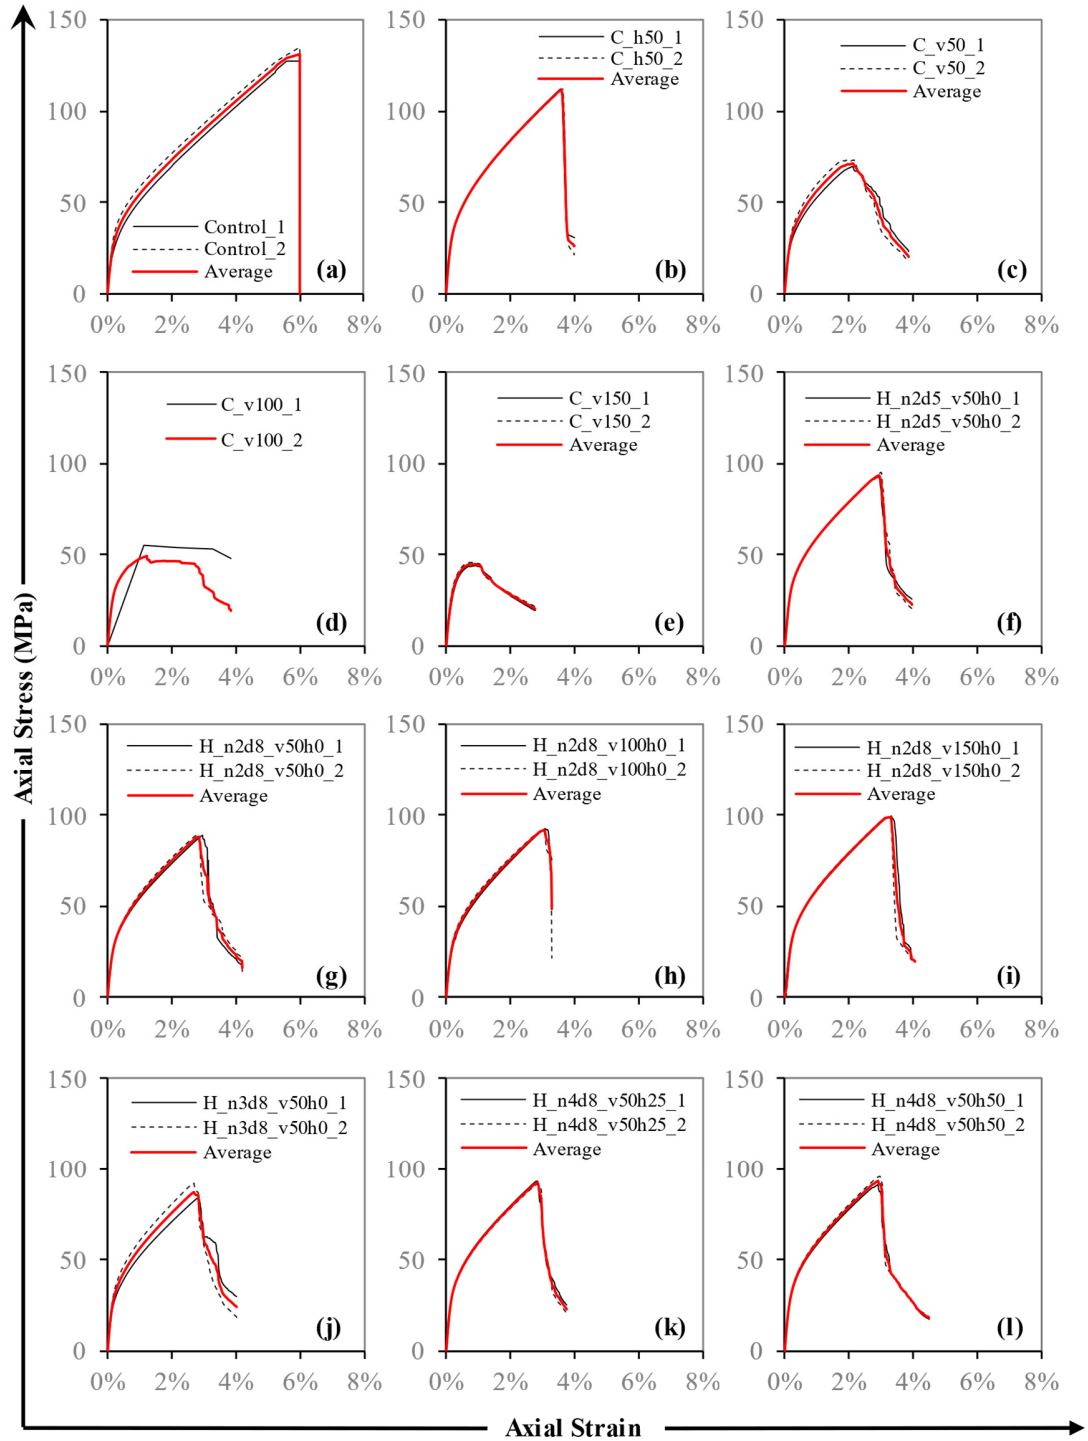 Axial Stress (MPa)
150
100
50
0
0% 2% 4% 6% 8%
Control_1
Control_2
Average
(a)
0
0% 2% 4% 6% 8%
150
100
50
C_h50_1
C_h50_2
Average
(b)
150
100
50
0
0% 2% 4% 6% 8%
C_v50_1
C_v50_2
Average
(c)
150
100
50
0
0% 2% 4% 6% 8%
C_v100_1
C_v100_2
(d)
150
100
50
0
0% 2% 4% 6% 8%
C_v150_1
C_v150_2
Average
(e)
150
100
50
0
0% 2% 4% 6% 8%
H_n2d5_v50h0_1
H_n2d5_v50h0_2
Average
(f)
150
100
50
0
0% 2% 4% 6% 8%
H_n2d8_v50h0_1
H_n2d8_v50h0_2
Average
(g)
150
100
50
0
0% 2% 4% 6% 8%
H_n2d8_v100h0_1
H_n2d8_v100h0_2
Average
(h)
150
100
50
0
0% 2% 4% 6% 8%
H_n2d8_v150h0_1
H_n2d8_v150h0_2
Average
(i)
150
100
50
0
0% 2% 4% 6% 8%
H_n3d8_v50h0_1
H_n3d8_v50h0_2
Average
(j)
150
100
50
0
0% 2% 4% 6% 8%
H_n4d8_v50h25_1
H_n4d8_v50h25_2
Average
(k)
150
100
50
0
0% 2% 4% 6% 8%
H_n4d8_v50h50_1
H_n4d8_v50h50_2
Average
(l)
Axial Strain